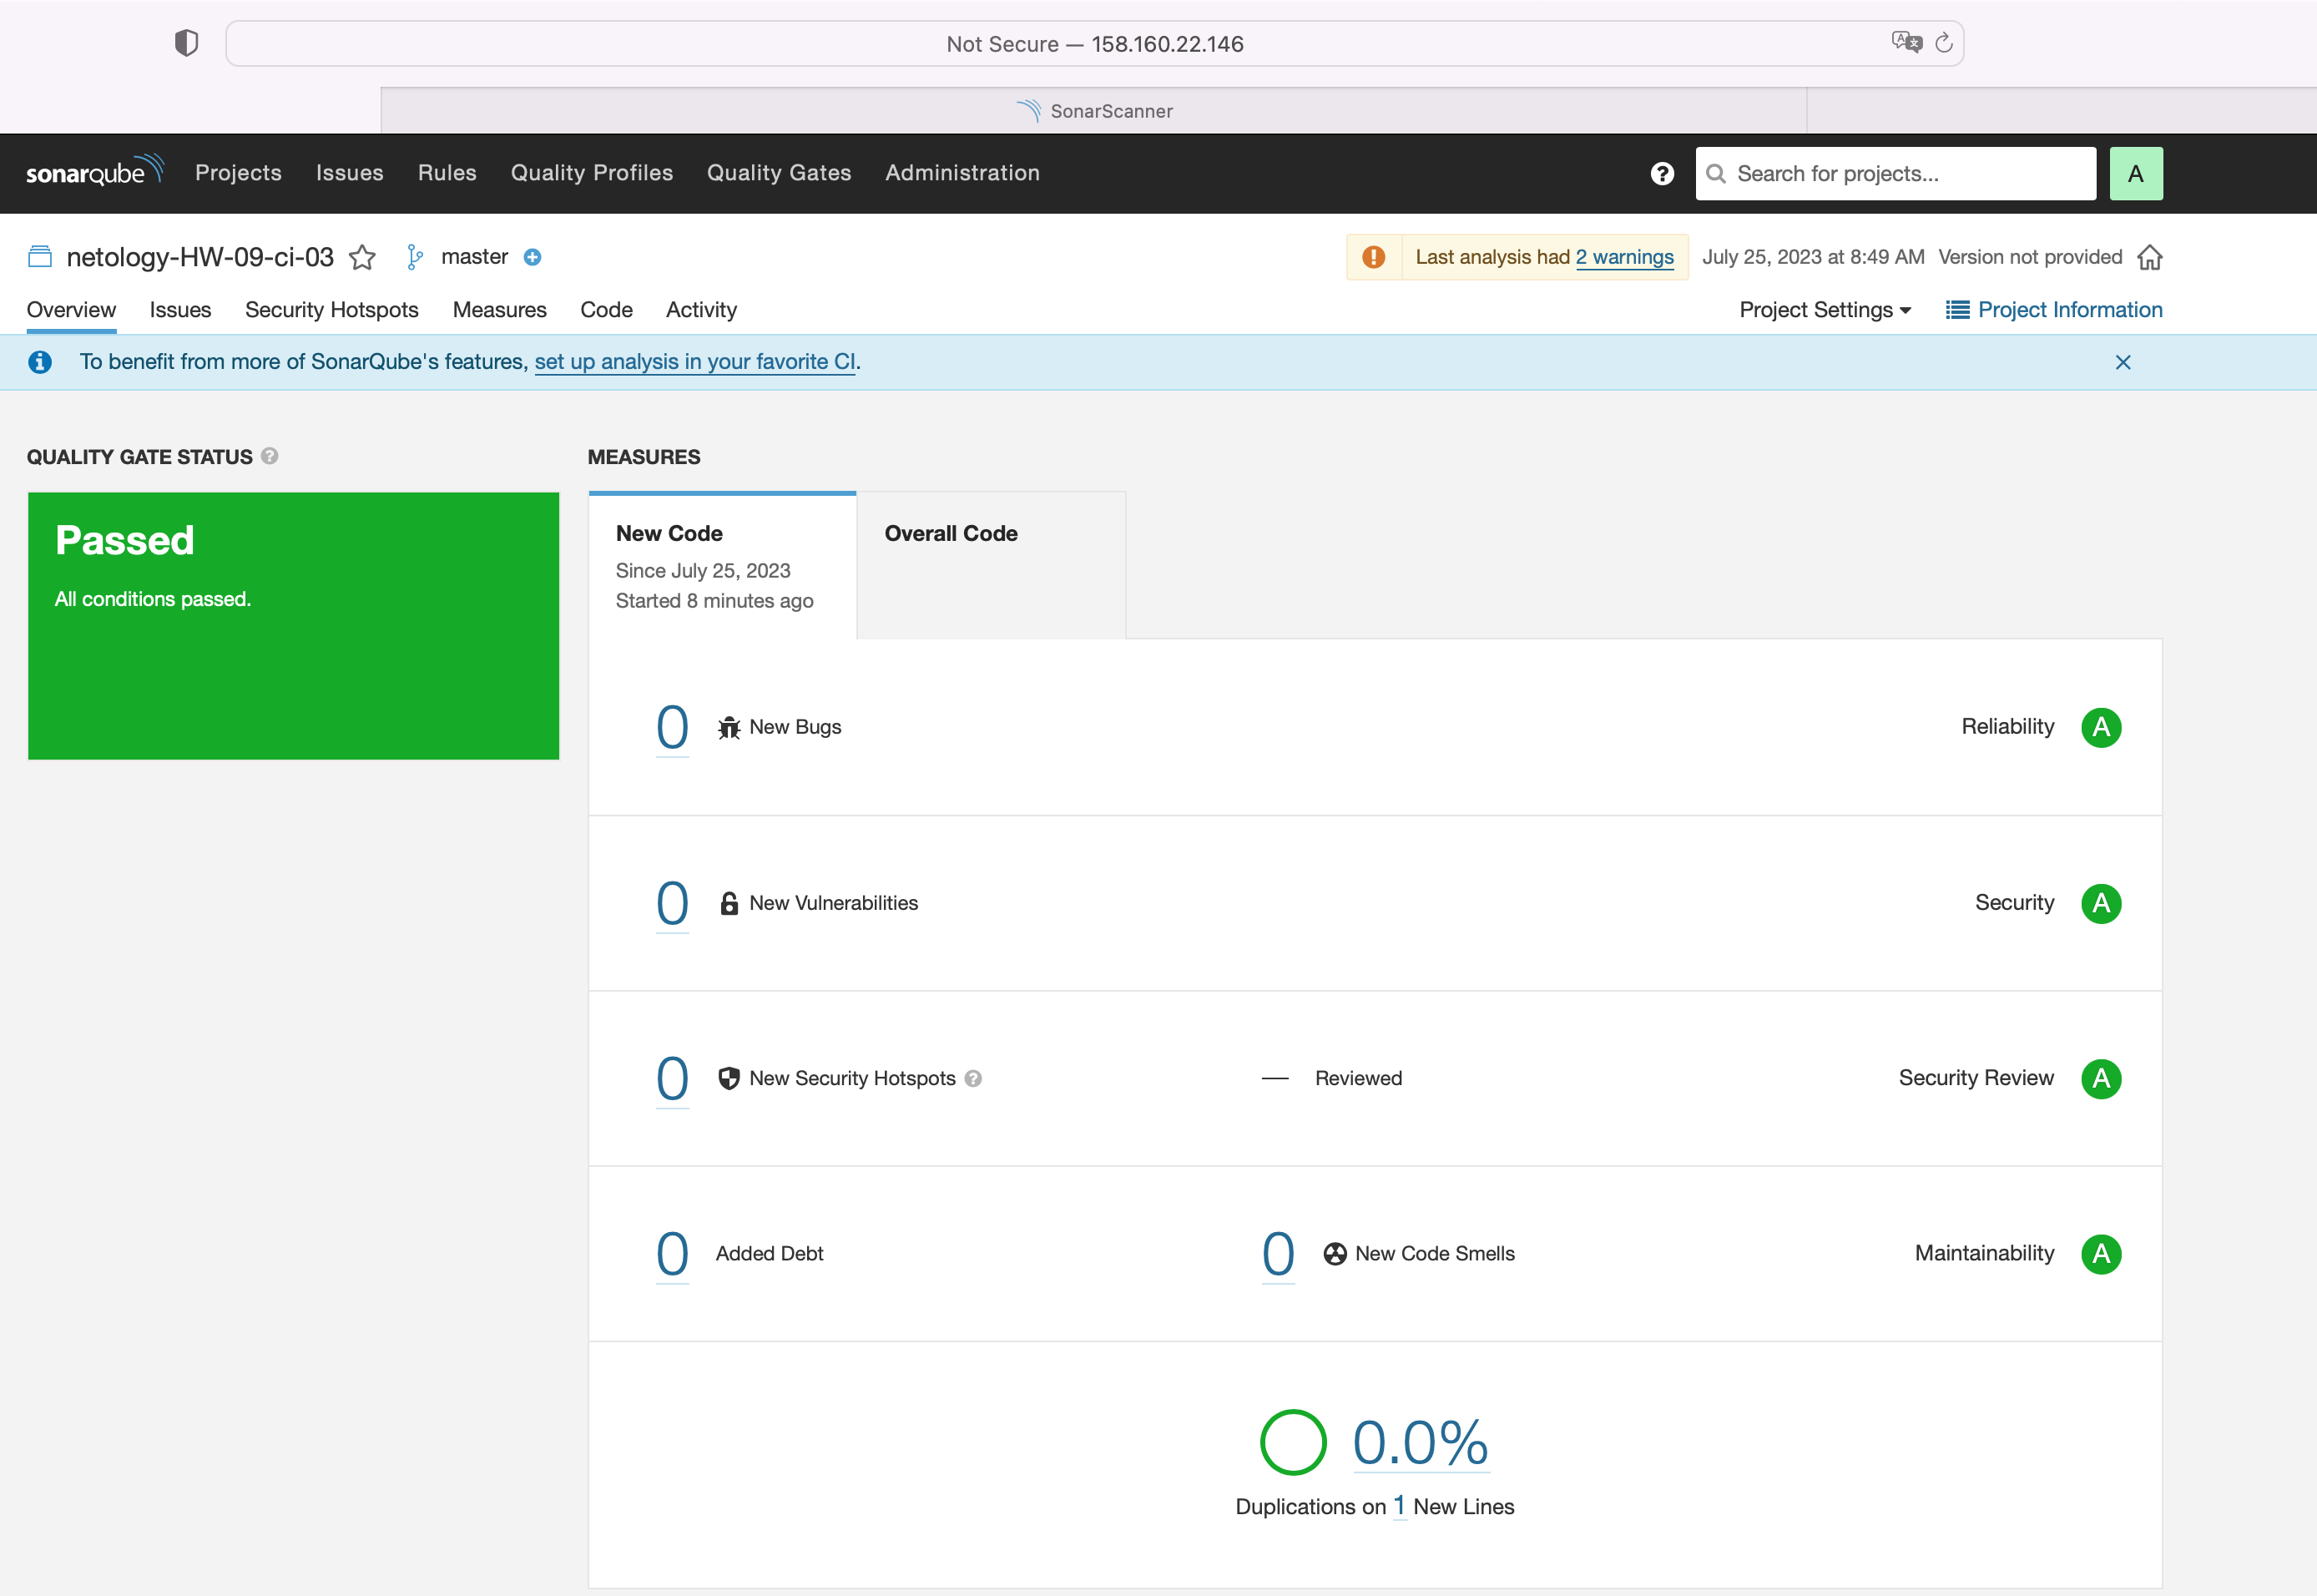 Not Secure — 158.160.22.146
SonarScanner
sonarqube Projects Issues Rules Quality Profiles Quality Gates Administration ? Search for projects... A
netology-HW-09-ci-03 master Last analysis had 2 warnings July 25, 2023 at 8:49 AM Version not provided
Overview Issues Security Hotspots Measures Code Activity Project Settings Project Information
To benefit from more of SonarQube's features, set up analysis in your favorite CI.
QUALITY GATE STATUS ?
Passed
All conditions passed.
MEASURES
New Code
Since July 25, 2023
Started 8 minutes ago
Overall Code
0 New Bugs Reliability A
0 New Vulnerabilities Security A
0 New Security Hotspots ? — Reviewed Security Review A
0 Added Debt 0 New Code Smells Maintainability A
0.0%
Duplications on 1 New Lines